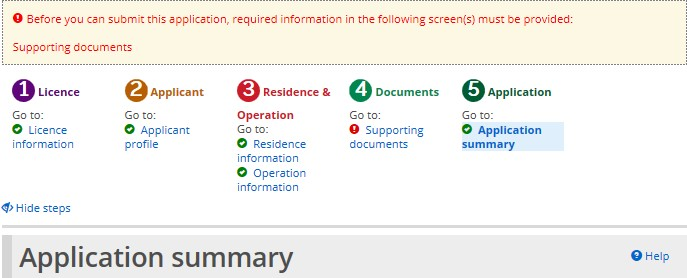 Before you can submit this application, required information in the following screen(s) must be provided:
Supporting documents
1 Licence
Go to:
Licence
information
2 Applicant
Go to:
Applicant
profile
3 Residence &
Operation
Go to:
Residence
information
Operation
information
4 Documents
Go to:
Supporting
documents
5 Application
Go to:
Application
summary
Hide steps
Application summary
Help